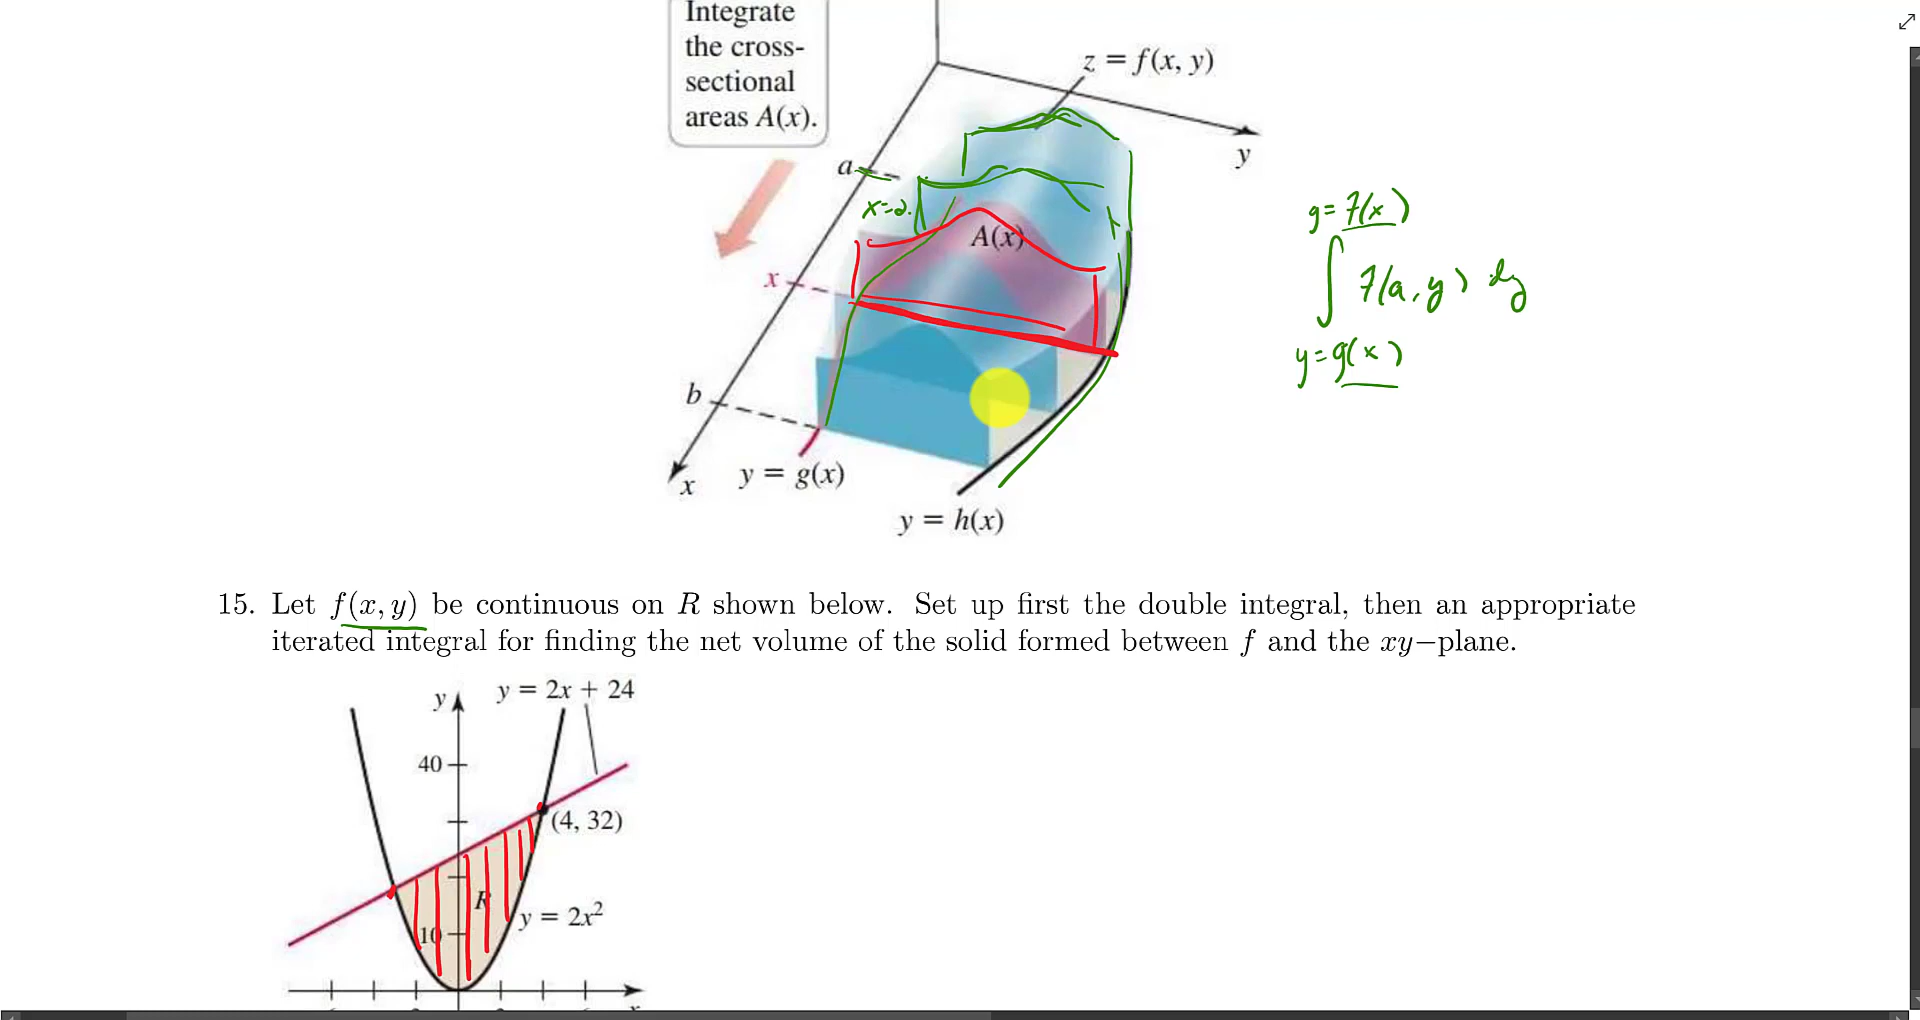 Integrate
the cross-
sectional
areas A(x).
z = f(x, y)
y
a
x=a.
A(x)
x
b
x
y = g(x)
y = h(x)
y = f(x)
∫ f(a, y) dy
y = g(x)
15. Let f(x, y) be continuous on R shown below. Set up first the double integral, then an appropriate
iterated integral for finding the net volume of the solid formed between f and the xy−plane.
y
y = 2x + 24
40
(4, 32)
R
y = 2x²
10